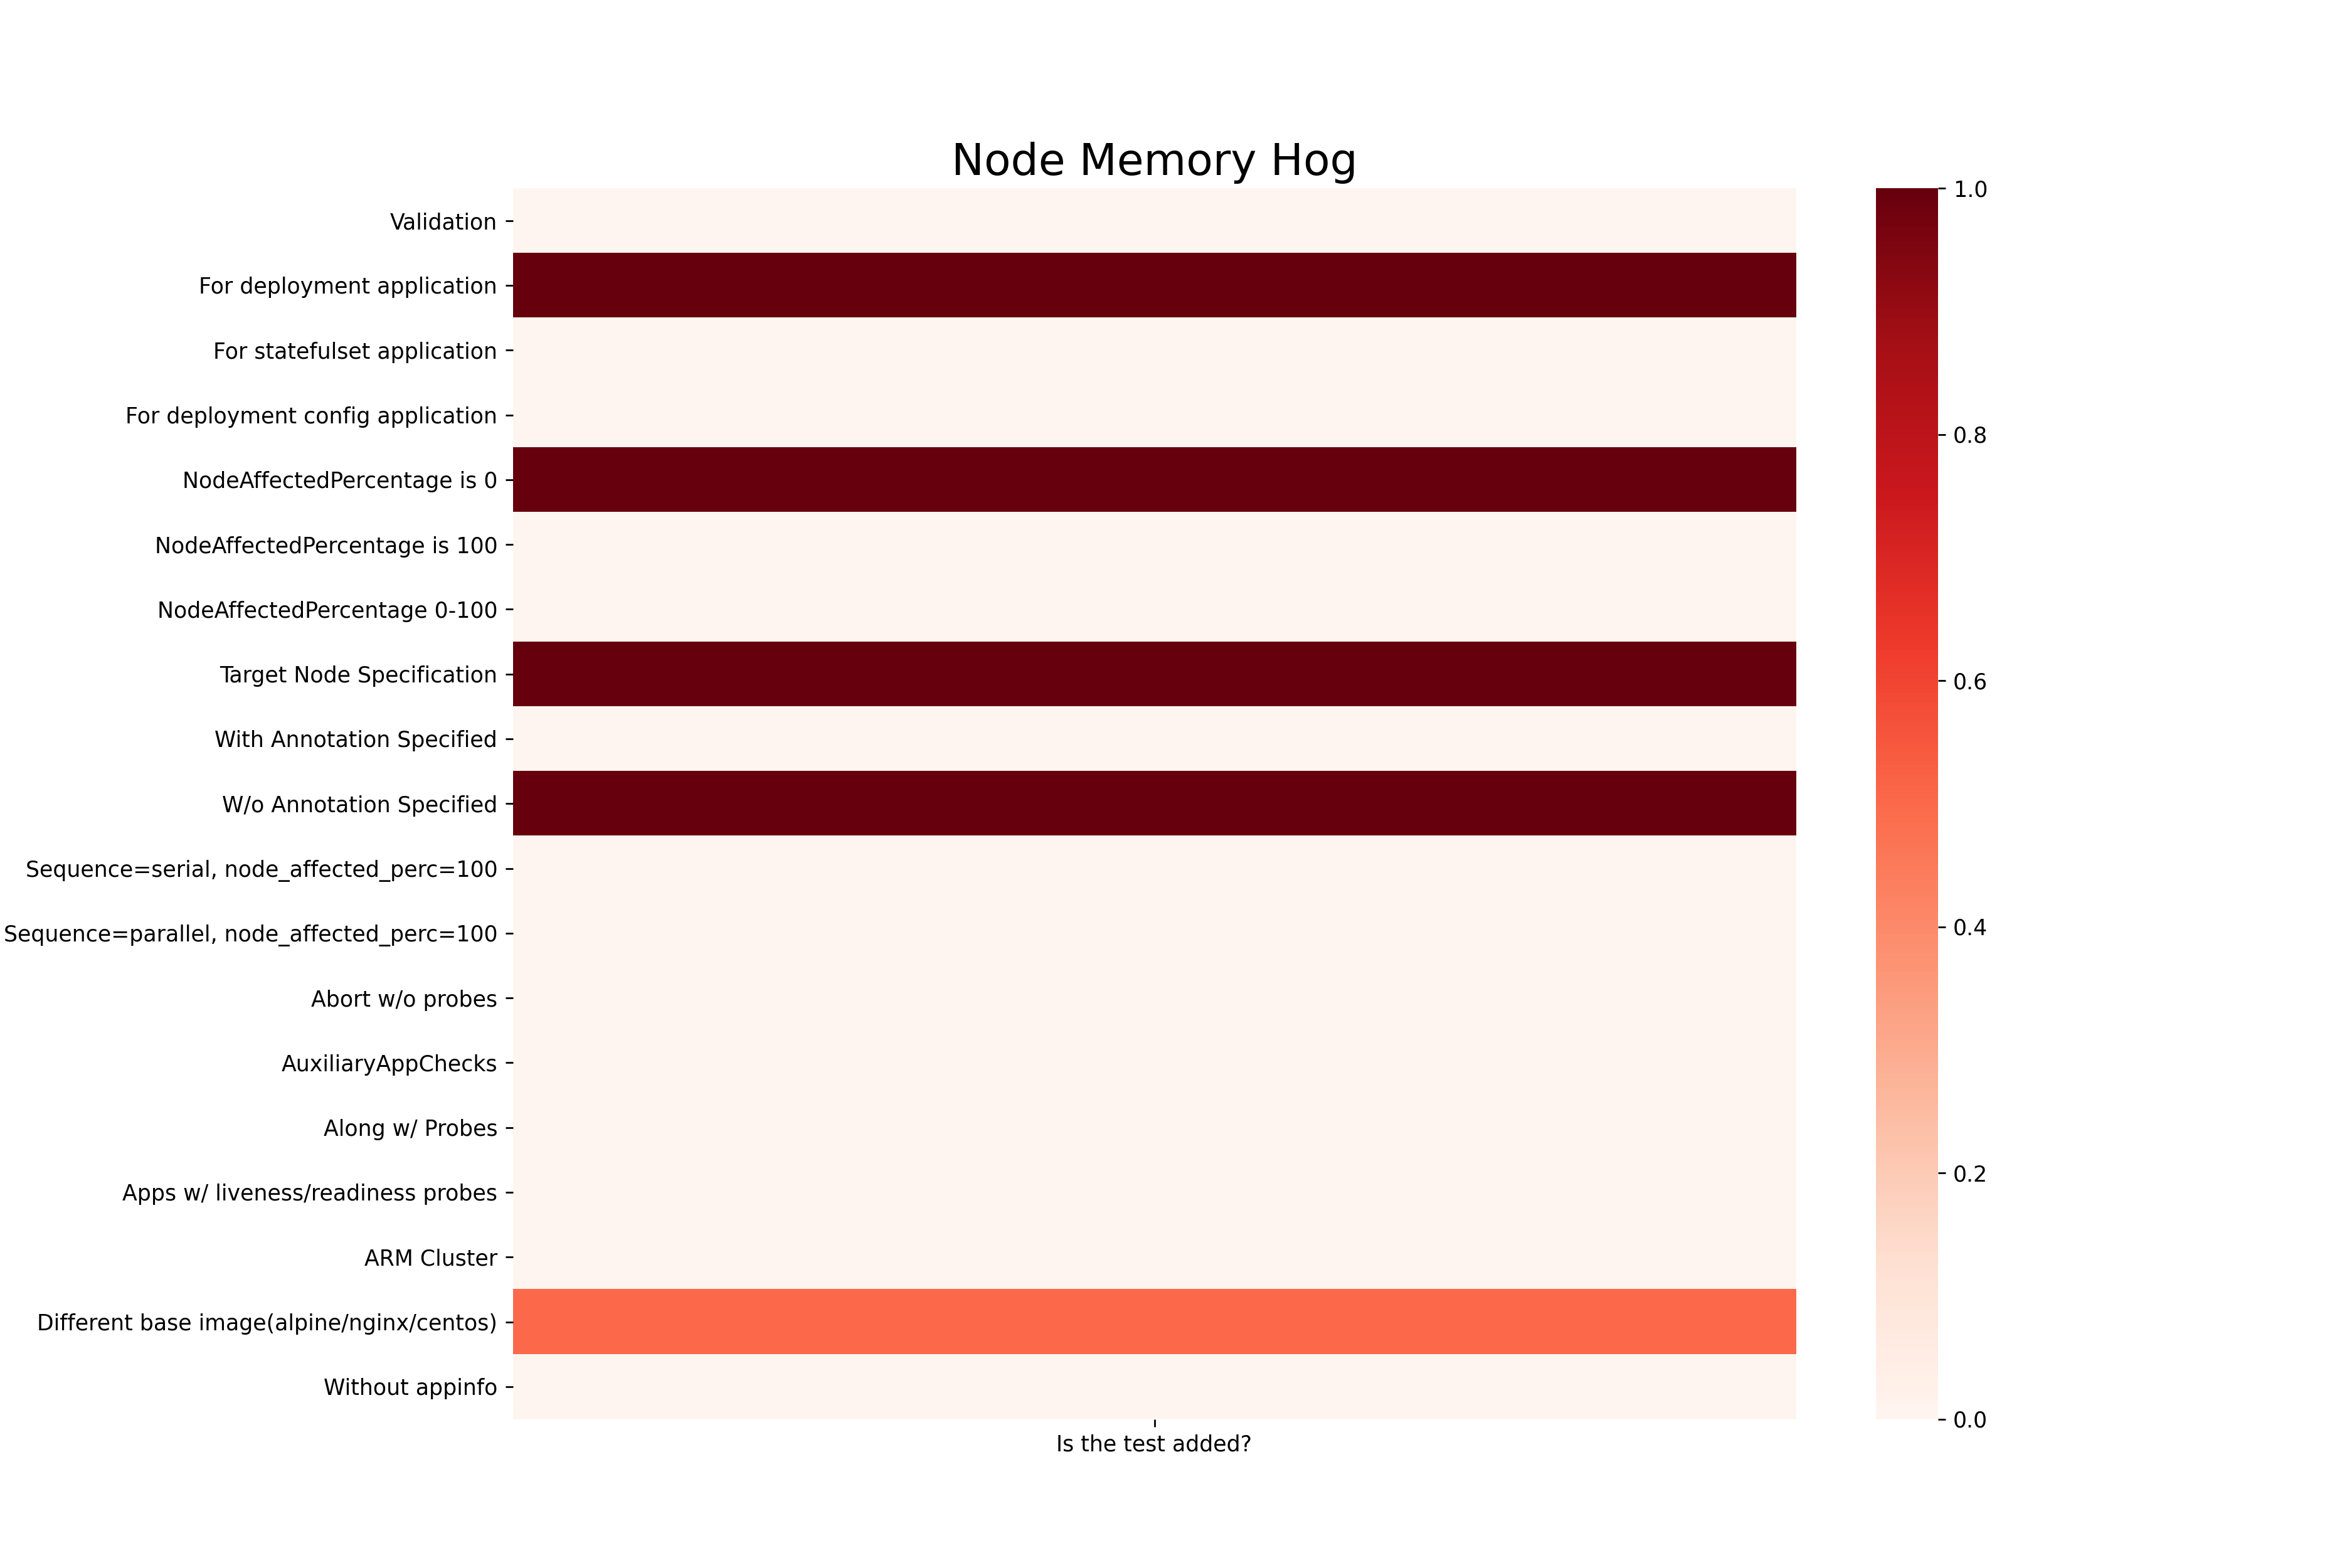 Node Memory Hog
Validation
For deployment application
For statefulset application
For deployment config application
NodeAffectedPercentage is 0
NodeAffectedPercentage is 100
NodeAffectedPercentage 0-100
Target Node Specification
With Annotation Specified
W/o Annotation Specified
Sequence=serial, node_affected_perc=100
Sequence=parallel, node_affected_perc=100
Abort w/o probes
AuxiliaryAppChecks
Along w/ Probes
Apps w/ liveness/readiness probes
ARM Cluster
Different base image(alpine/nginx/centos)
Without appinfo
Is the test added?
1.0
0.8
0.6
0.4
0.2
0.0